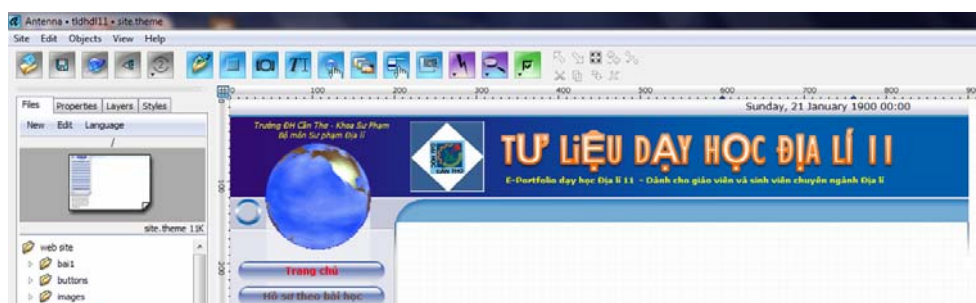 Antenna • tldhdl11 • site.theme
Site Edit Objects View Help
Files Properties Layers Styles
New Edit Language
/
site.theme 11K
web site
bai1
buttons
images
0 100 200 300 400 500 600 700 800 900
Sunday, 21 January 1900 00:00
100
200
Trường ĐH Cần Thơ - Khoa Sư Phạm
Bộ môn Sư phạm Địa lí
CẦN THƠ
TƯ LIỆU DẠY HỌC ĐỊA LÍ 11
E-Portfolio dạy học Địa lí 11 - Dành cho giáo viên và sinh viên chuyên ngành Địa lí
Trang chủ
Hồ sơ theo bài học